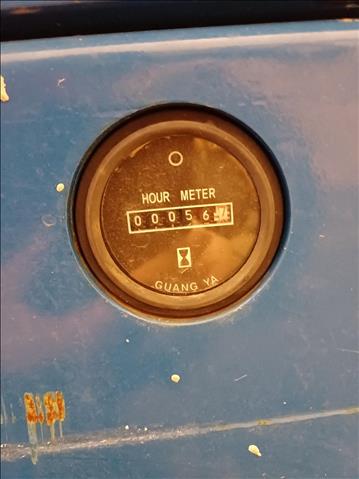 HOUR METER
00056
GUANG YA